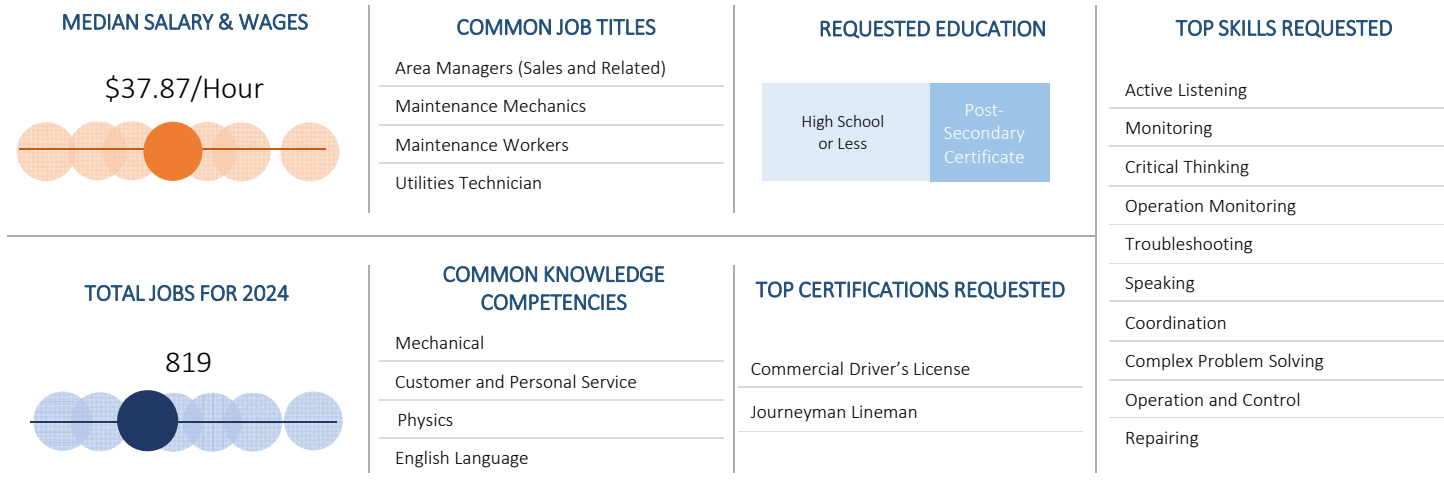 MEDIAN SALARY & WAGES
$37.87/Hour
COMMON JOB TITLES
Area Managers (Sales and Related)
Maintenance Mechanics
Maintenance Workers
Utilities Technician
REQUESTED EDUCATION
High School
or Less
Post-
Secondary
Certificate
TOP SKILLS REQUESTED
Active Listening
Monitoring
Critical Thinking
Operation Monitoring
Troubleshooting
Speaking
Coordination
Complex Problem Solving
Operation and Control
Repairing
TOTAL JOBS FOR 2024
819
COMMON KNOWLEDGE
COMPETENCIES
Mechanical
Customer and Personal Service
Physics
English Language
TOP CERTIFICATIONS REQUESTED
Commercial Driver’s License
Journeyman Lineman